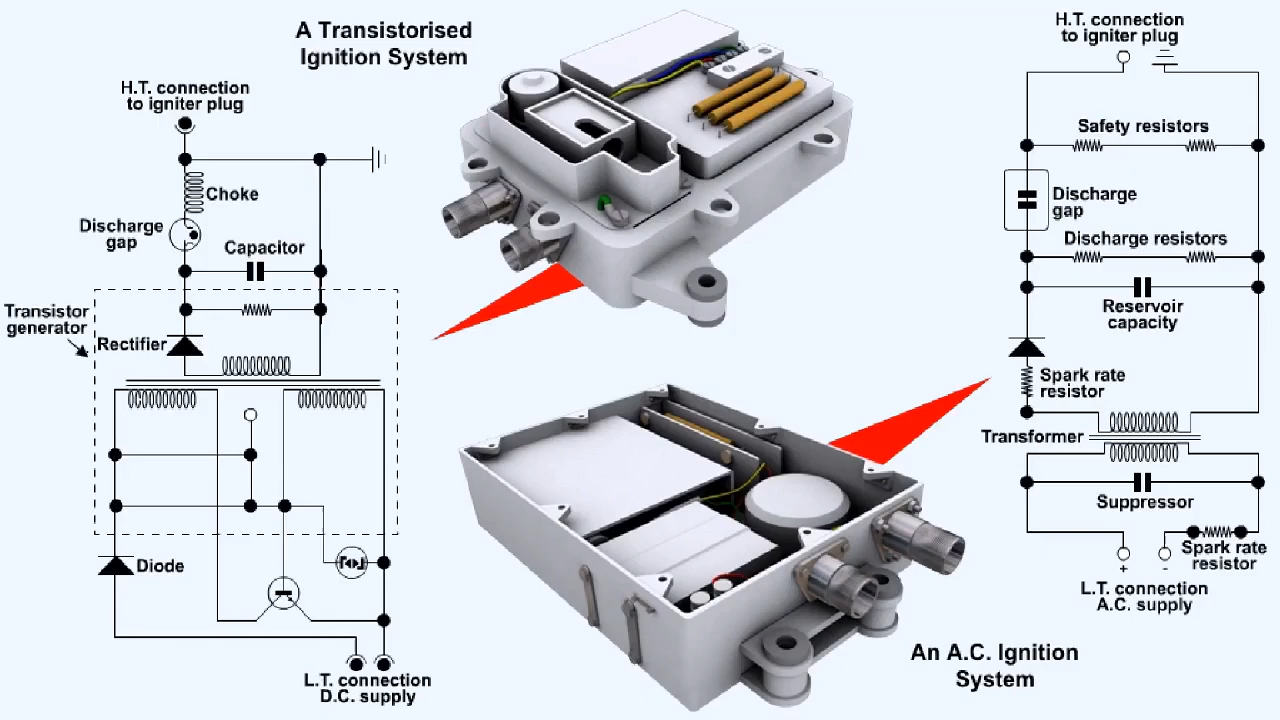 A Transistorised
Ignition System
H.T. connection
to igniter plug
Choke
Discharge
gap
Capacitor
Transistor
generator
Rectifier
Diode
L.T. connection
D.C. supply
H.T. connection
to igniter plug
Safety resistors
Discharge
gap
Discharge resistors
Reservoir
capacity
Spark rate
resistor
Transformer
Suppressor
Spark rate
resistor
+ -
L.T. connection
A.C. supply
An A.C. Ignition
System